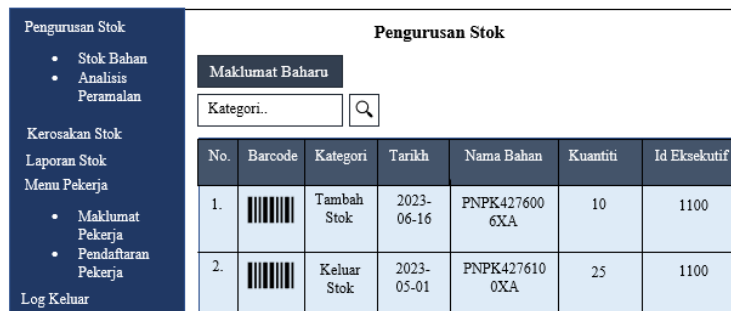 Pengurusan Stok
• Stok Bahan
• Analisis
Peramalan
Kerosakan Stok
Laporan Stok
Menu Pekerja
• Maklumat
Pekerja
• Pendaftaran
Pekerja
Log Keluar
Pengurusan Stok
Maklumat Baharu
Kategori..
No. Barcode Kategori Tarikh Nama Bahan Kuantiti Id Eksekutif
1. Tambah 2023- PNPK427600 10 1100
Stok 06-16 6XA
2. Keluar 2023- PNPK427610 25 1100
Stok 05-01 0XA